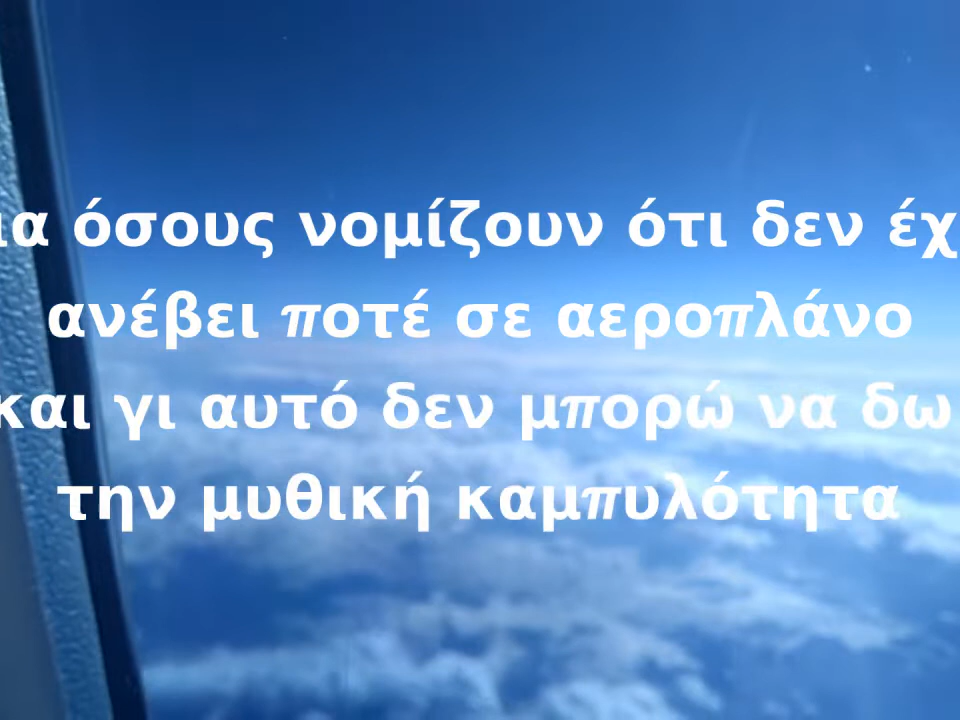 ια όσους νομίζουν ότι δεν έχ
ανέβει ποτέ σε αεροπλάνο
και γι αυτό δεν μπορώ να δω
την μυθική καμπυλότητα